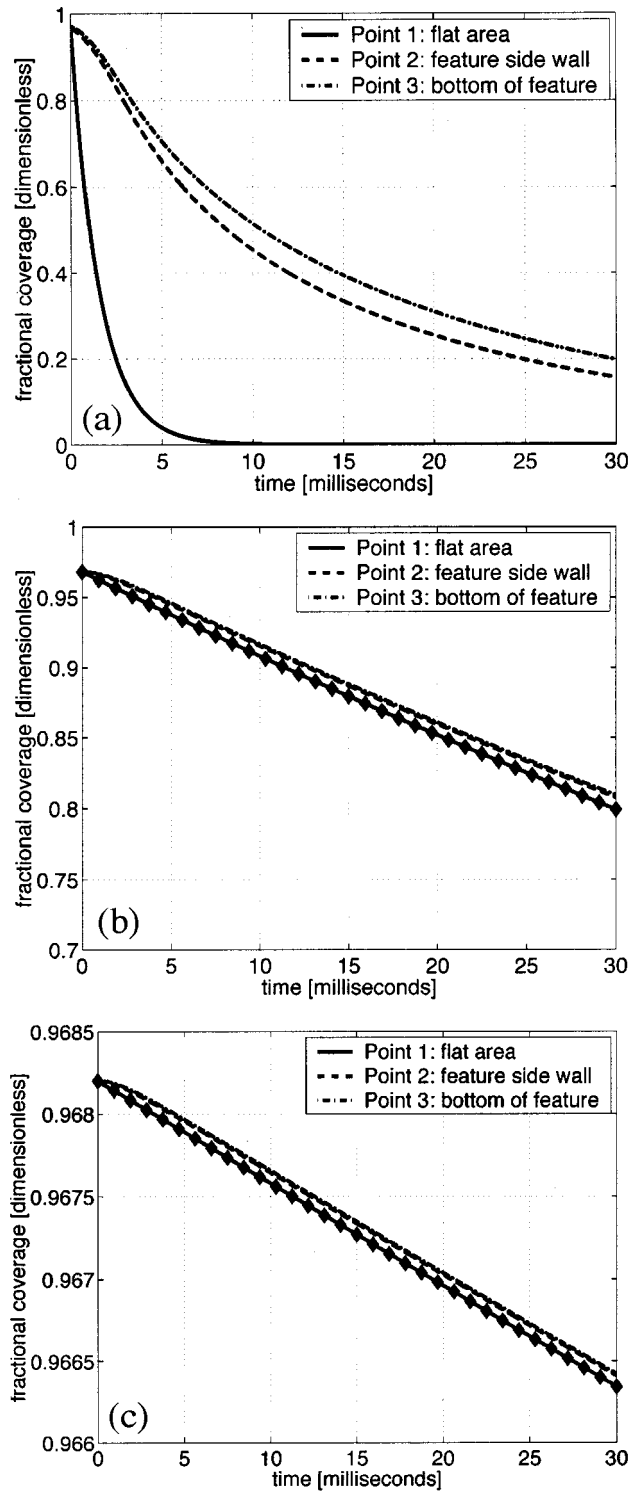 1
0.8
0.6
0.4
0.2
0
fractional coverage [dimensionless]
Point 1: flat area
Point 2: feature side wall
Point 3: bottom of feature
(a)
0 5 10 15 20 25 30
time [milliseconds]
1
0.95
0.9
0.85
0.8
0.75
0.7
fractional coverage [dimensionless]
Point 1: flat area
Point 2: feature side wall
Point 3: bottom of feature
(b)
0 5 10 15 20 25 30
time [milliseconds]
0.9685
0.968
0.9675
0.967
0.9665
0.966
fractional coverage [dimensionless]
Point 1: flat area
Point 2: feature side wall
Point 3: bottom of feature
(c)
0 5 10 15 20 25 30
time [milliseconds]